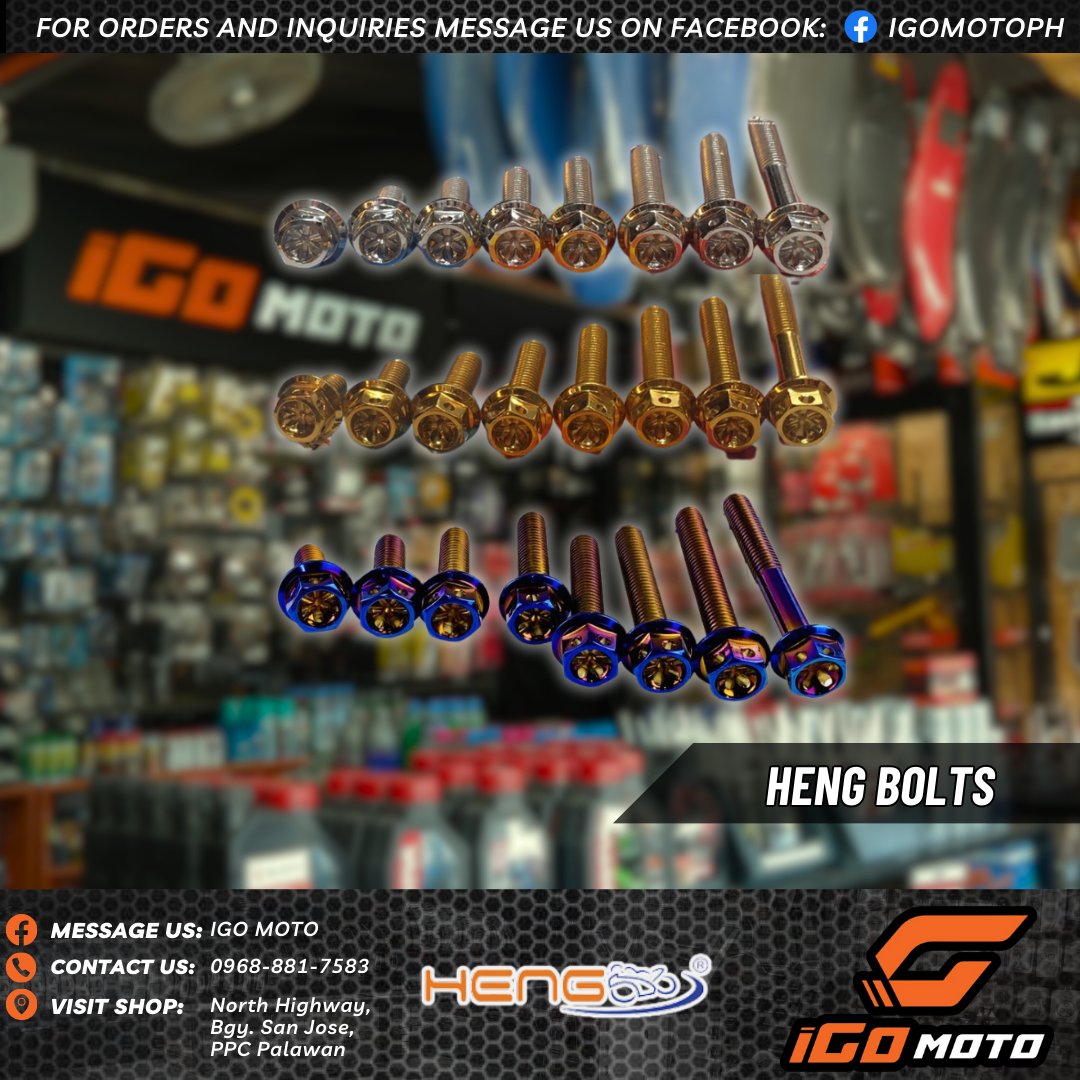 FOR ORDERS AND INQUIRIES MESSAGE US ON FACEBOOK: IGOMOTOPH
iGO MOTO
HENG BOLTS
MESSAGE US: IGO MOTO
CONTACT US: 0968-881-7583
VISIT SHOP: North Highway,
Bgy. San Jose,
PPC Palawan
HENG ®
iGO MOTO